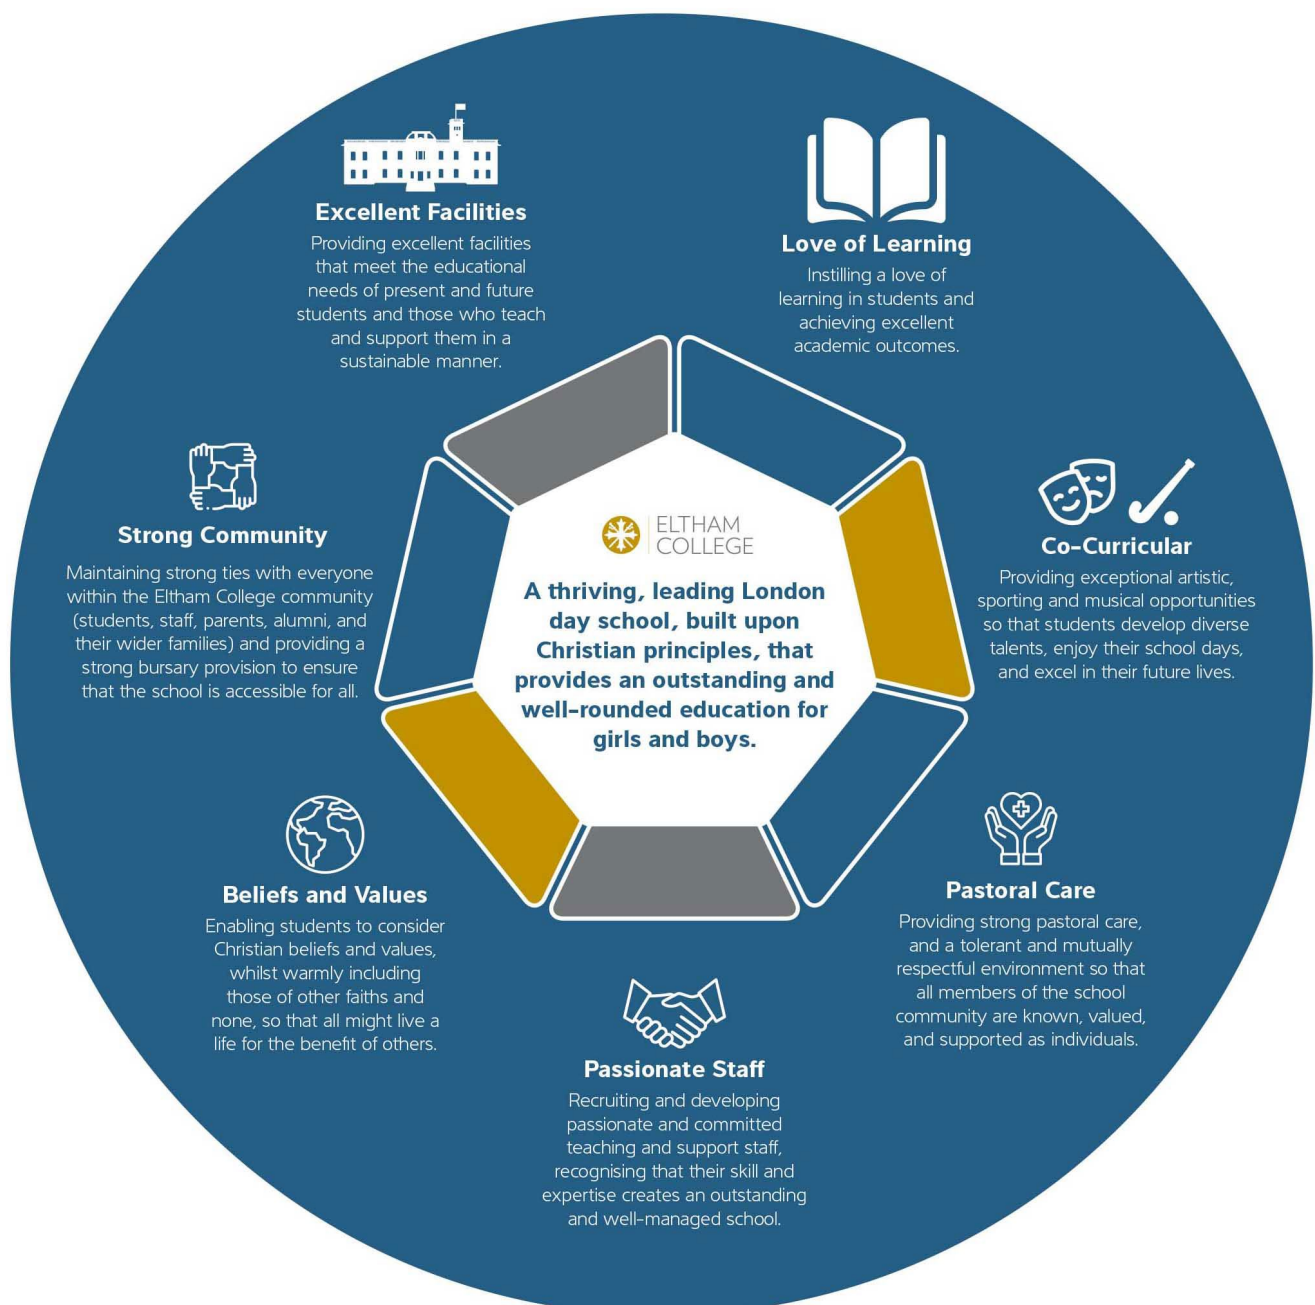 Excellent Facilities
Providing excellent facilities
that meet the educational
needs of present and future
students and those who teach
and support them in a
sustainable manner.
Love of Learning
Instilling a love of
learning in students and
achieving excellent
academic outcomes.
Strong Community
Maintaining strong ties with everyone
within the Eltham College community
(students, staff, parents, alumni, and
their wider families) and providing a
strong bursary provision to ensure
that the school is accessible for all.
ELTHAM
COLLEGE
A thriving, leading London
day school, built upon
Christian principles, that
provides an outstanding and
well-rounded education for
girls and boys.
Co-Curricular
Providing exceptional artistic,
sporting and musical opportunities
so that students develop diverse
talents, enjoy their school days,
and excel in their future lives.
Beliefs and Values
Enabling students to consider
Christian beliefs and values,
whilst warmly including
those of other faiths and
none, so that all might live a
life for the benefit of others.
Pastoral Care
Providing strong pastoral care,
and a tolerant and mutually
respectful environment so that
all members of the school
community are known, valued,
and supported as individuals.
Passionate Staff
Recruiting and developing
passionate and committed
teaching and support staff,
recognising that their skill and
expertise creates an outstanding
and well-managed school.